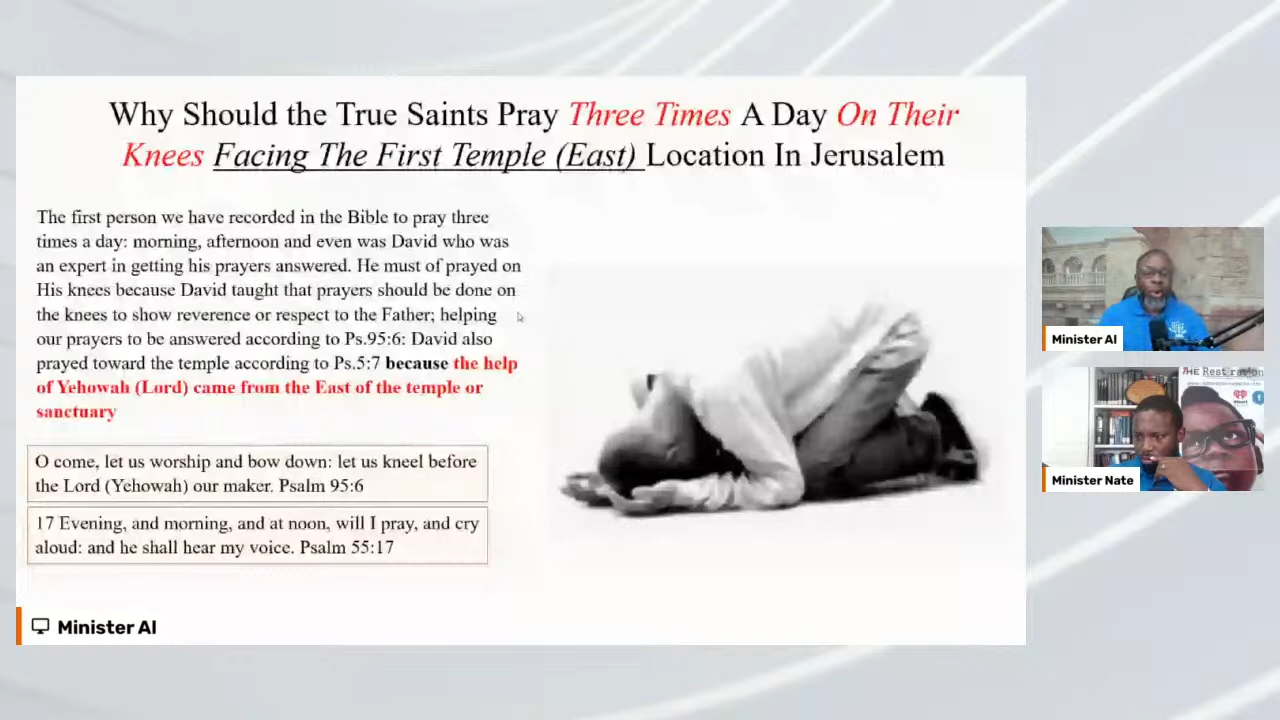 Why Should the True Saints Pray Three Times A Day On Their
Knees Facing The First Temple (East) Location In Jerusalem
The first person we have recorded in the Bible to pray three
times a day: morning, afternoon and even was David who was
an expert in getting his prayers answered. He must of prayed on
His knees because David taught that prayers should be done on
the knees to show reverence or respect to the Father; helping
our prayers to be answered according to Ps.95:6: David also
prayed toward the temple according to Ps.5:7 because the help
of Yehowah (Lord) came from the East of the temple or
sanctuary
O come, let us worship and bow down: let us kneel before
the Lord (Yehowah) our maker. Psalm 95:6
17 Evening, and morning, and at noon, will I pray, and cry
aloud: and he shall hear my voice. Psalm 55:17
Minister Al
Minister Al
Minister Nate